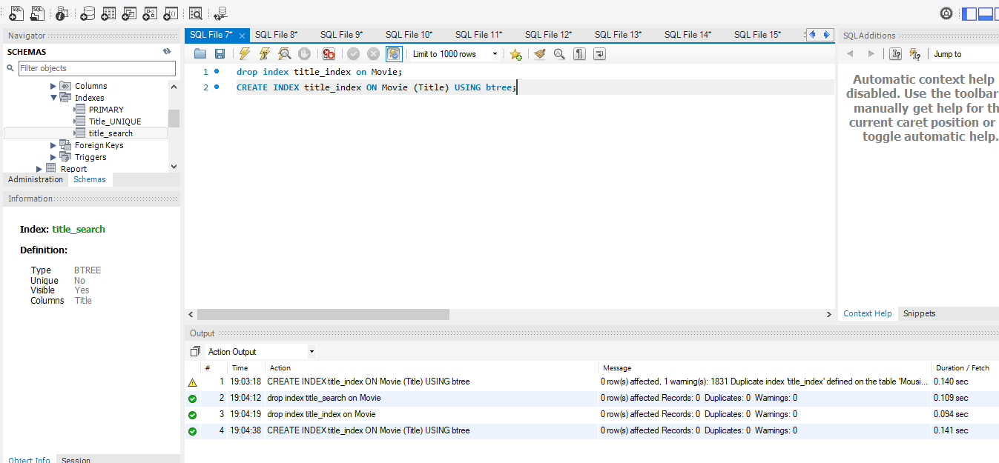 Navigator
SCHEMAS
Filter objects
Columns
Indexes
PRIMARY
Title_UNIQUE
title_search
Foreign Keys
Triggers
Report
Administration Schemas
Information
Index: title_search
Definition:
Type BTREE
Unique No
Visible Yes
Columns Title
Object Info Session
SQL File 7* SQL File 8* SQL File 9* SQL File 10* SQL File 11* SQL File 12* SQL File 13* SQL File 14* SQL File 15*
Limit to 1000 rows
1 drop index title_index on Movie;
2 CREATE INDEX title_index ON Movie (Title) USING btree;
SQLAdditions
Jump to
Automatic context help
disabled. Use the toolbar
manually get help for th
current caret position or
toggle automatic help.
Context Help Snippets
Output
Action Output
# Time Action Message Duration / Fetch
1 19:03:18 CREATE INDEX title_index ON Movie (Title) USING btree 0 row(s) affected, 1 warning(s): 1831 Duplicate index 'title_index' defined on the table 'Mousi... 0.140 sec
2 19:04:12 drop index title_search on Movie 0 row(s) affected Records: 0 Duplicates: 0 Warnings: 0 0.109 sec
3 19:04:19 drop index title_index on Movie 0 row(s) affected Records: 0 Duplicates: 0 Warnings: 0 0.094 sec
4 19:04:38 CREATE INDEX title_index ON Movie (Title) USING btree 0 row(s) affected Records: 0 Duplicates: 0 Warnings: 0 0.141 sec